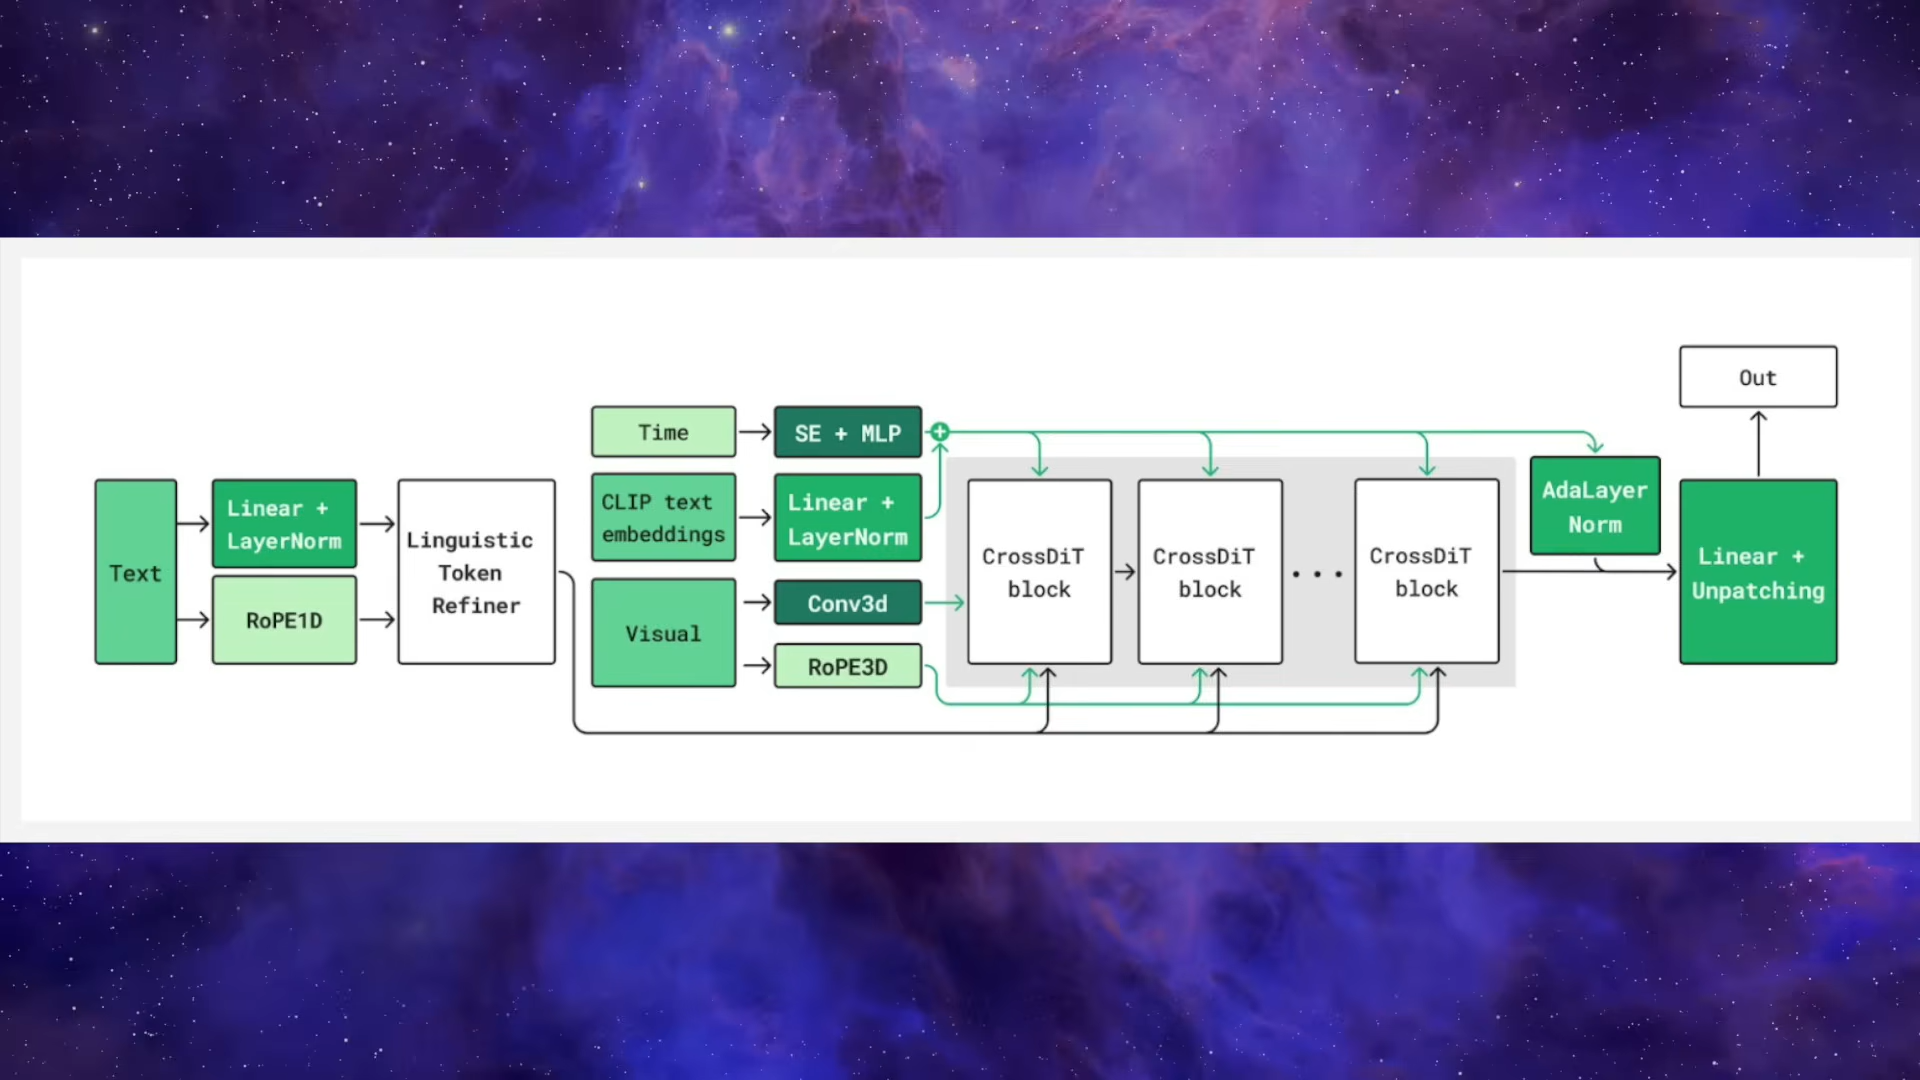 Text
Linear +
LayerNorm
RoPE1D
Linguistic
Token
Refiner
Time
SE + MLP
CLIP text
embeddings
Linear +
LayerNorm
Visual
Conv3d
RoPE3D
CrossDiT
block
CrossDiT
block
...
CrossDiT
block
AdaLayer
Norm
Linear +
Unpatching
Out